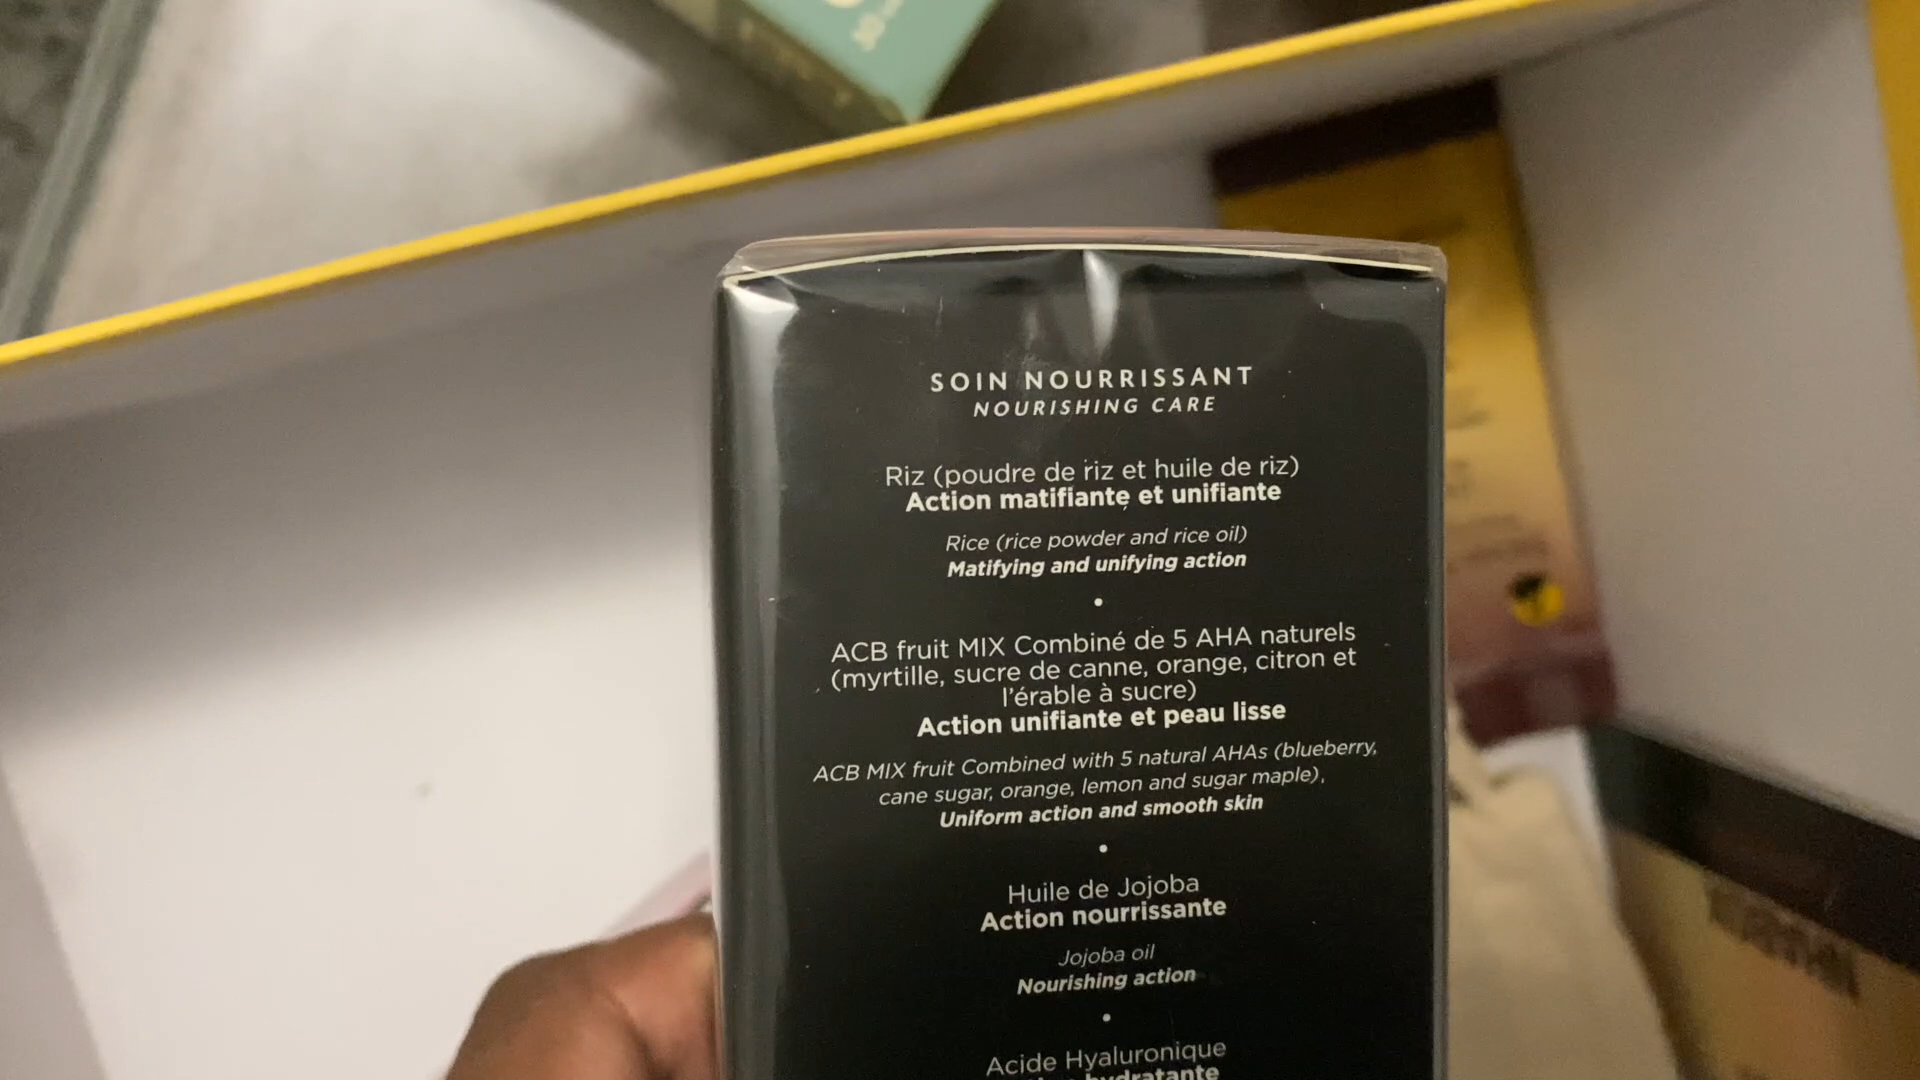 SOIN NOURRISSANT
NOURISHING CARE
Riz (poudre de riz et huile de riz)
Action matifiante et unifiante
Rice (rice powder and rice oil)
Matifying and unifying action
ACB fruit MIX Combiné de 5 AHA naturels
(myrtille, sucre de canne, orange, citron et
l'érable à sucre)
Action unifiante et peau lisse
ACB MIX fruit Combined with 5 natural AHAs (blueberry,
cane sugar, orange, lemon and sugar maple),
Uniform action and smooth skin
Huile de Jojoba
Action nourrissante
Jojoba oil
Nourishing action
Acide Hyaluronique
hydratante